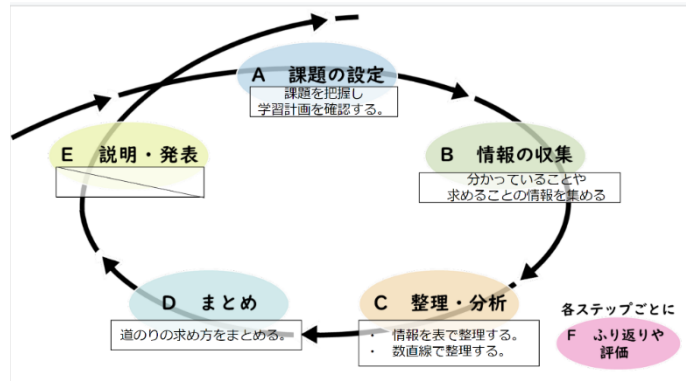 A　課題の設定
課題を把握し
学習計画を確認する。
B　情報の収集
分かっていることや
求めることの情報を集める
C　整理・分析
・　情報を表で整理する。
・　数直線で整理する。
D　まとめ
道のりの求め方をまとめる。
E　説明・発表
各ステップごとに
F　ふり返りや
評価